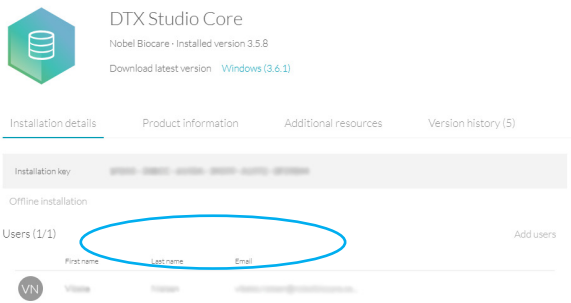 DTX Studio Core
Nobel Biocare · Installed version 3.5.8
Download latest version Windows (3.6.1)
Installation details Product information Additional resources Version history (5)
Installation key
Offline installation
Users (1/1) Add users
First name Last name Email
VN